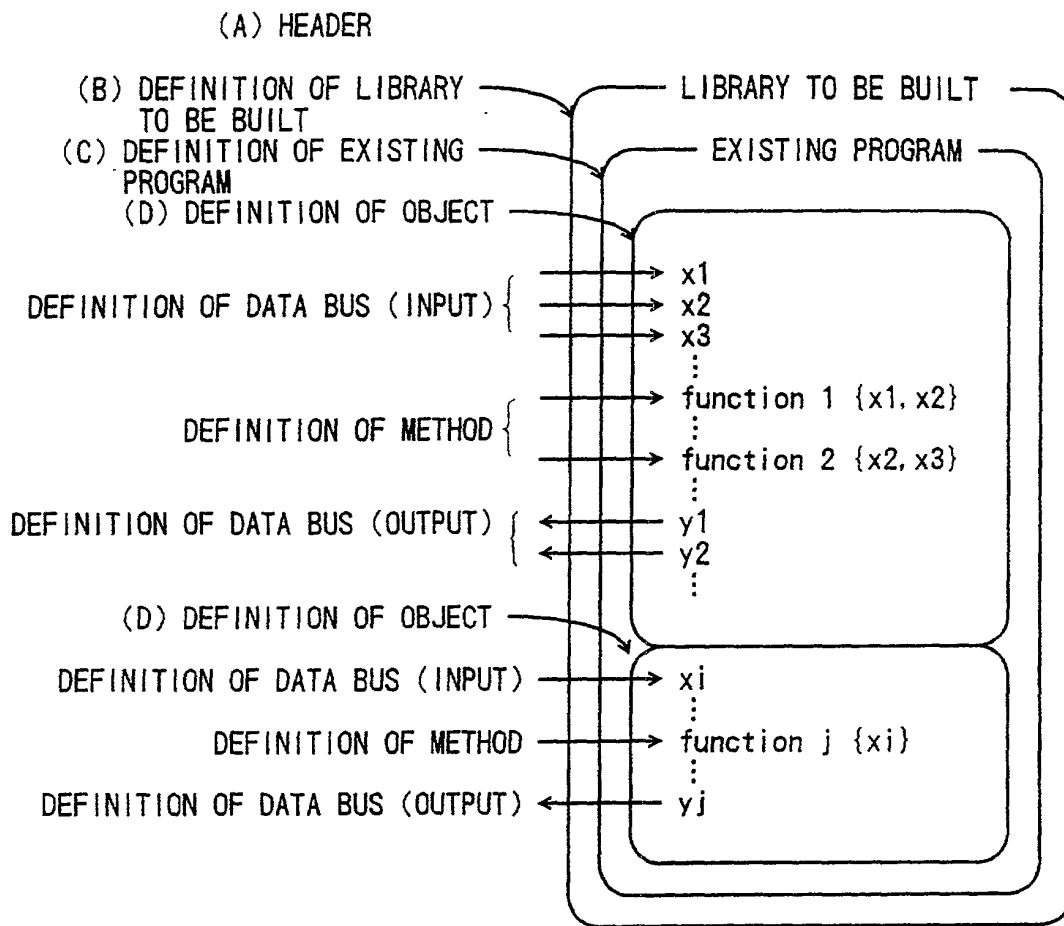 (A) HEADER
(B) DEFINITION OF LIBRARY
TO BE BUILT
LIBRARY TO BE BUILT
(C) DEFINITION OF EXISTING
PROGRAM
EXISTING PROGRAM
(D) DEFINITION OF OBJECT
DEFINITION OF DATA BUS (INPUT)
x1
x2
x3
DEFINITION OF METHOD
function 1 {x1, x2}
function 2 {x2, x3}
DEFINITION OF DATA BUS (OUTPUT)
y1
y2
(D) DEFINITION OF OBJECT
DEFINITION OF DATA BUS (INPUT)
xi
DEFINITION OF METHOD
function j {xi}
DEFINITION OF DATA BUS (OUTPUT)
yj